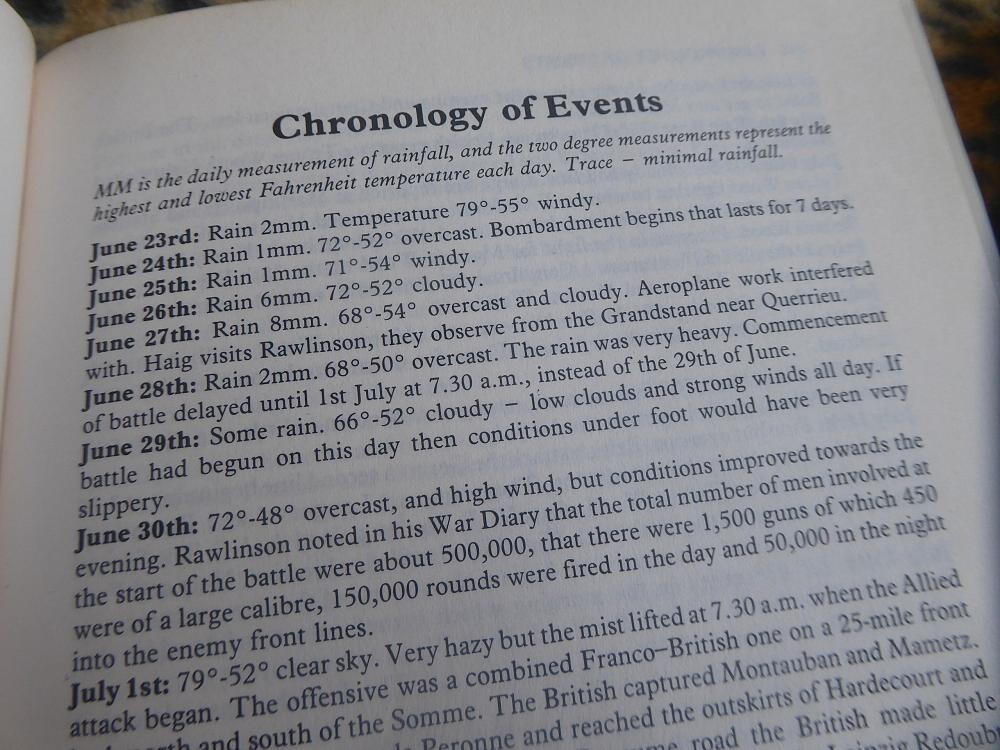 Chronology of Events
MM is the daily measurement of rainfall, and the two degree measurements represent the
highest and lowest Fahrenheit temperature each day. Trace – minimal rainfall.
June 23rd: Rain 2mm. Temperature 79°-55° windy.
June 24th: Rain 1mm. 72°-52° overcast. Bombardment begins that lasts for 7 days.
June 25th: Rain 1mm. 71°-54° windy.
June 26th: Rain 6mm. 72°-52° cloudy.
June 27th: Rain 8mm. 68°-54° overcast and cloudy. Aeroplane work interfered
with. Haig visits Rawlinson, they observe from the Grandstand near Querrieu.
June 28th: Rain 2mm. 68°-50° overcast. The rain was very heavy. Commencement
of battle delayed until 1st July at 7.30 a.m., instead of the 29th of June.
June 29th: Some rain. 66°-52° cloudy – low clouds and strong winds all day. If
battle had begun on this day then conditions under foot would have been very
slippery.
June 30th: 72°-48° overcast, and high wind, but conditions improved towards the
evening. Rawlinson noted in his War Diary that the total number of men involved at
the start of the battle were about 500,000, that there were 1,500 guns of which 450
were of a large calibre, 150,000 rounds were fired in the day and 50,000 in the night
into the enemy front lines.
July 1st: 79°-52° clear sky. Very hazy but the mist lifted at 7.30 a.m. when the Allied
attack began. The offensive was a combined Franco–British one on a 25-mile front
and south of the Somme. The British captured Montauban and Mametz.
Peronne and reached the outskirts of Hardecourt and
road the British made little